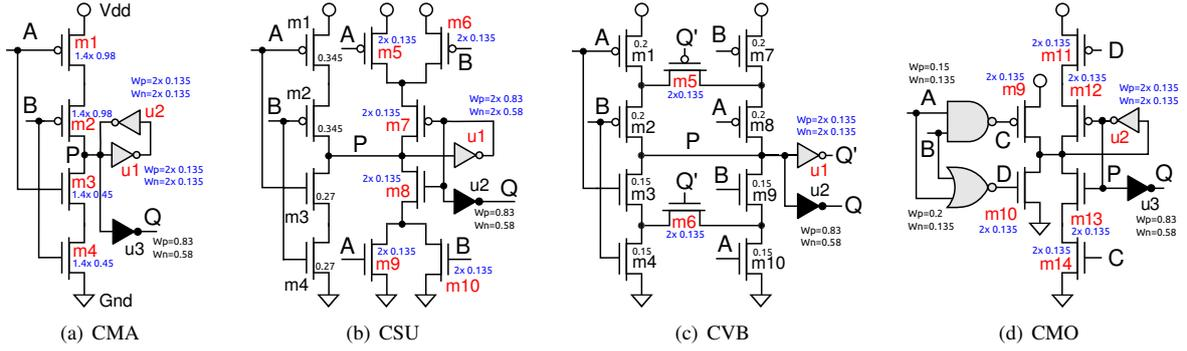 Vdd
A
m1
1.4x 0.98
B
1.4x 0.98
m2
Wp=2x 0.135
Wn=2x 0.135
u2
P
u1
Wp=2x 0.135
Wn=2x 0.135
m3
1.4x 0.45
Q
u3
Wp=0.83
Wn=0.58
m4
1.4x 0.45
Gnd
(a) CMA
m1
A
0.345
A
2x 0.135
m5
m6
2x 0.135
B
m2
B
0.345
2x 0.135
m7
Wp=2x 0.83
Wn=2x 0.58
u1
P
2x 0.135
m8
u2
Q
Wp=0.83
Wn=0.58
m3
0.27
A
2x 0.135
m9
B
2x 0.135
m10
0.27
m4
(b) CSU
A
0.2
m1
Q'
m5
2x0.135
B
0.2
m7
B
0.2
m2
A
0.2
m8
P
Wp=2x 0.135
Wn=2x 0.135
u1
Q'
0.15
m3
Q'
m6
2x 0.135
B
0.15
m9
u2
Q
Wp=0.83
Wn=0.58
0.15
m4
A
0.15
m10
(c) CVB
Wp=0.15
Wn=0.135
A
B
2x 0.135
m9
C
2x 0.135
m11
D
2x 0.135
m12
Wp=2x 0.135
Wn=2x 0.135
u2
D
m10
2x 0.135
Wp=0.2
Wn=0.135
P
Q
u3
Wp=0.83
Wn=0.58
m13
2x 0.135
2x 0.135
m14
C
(d) CMO